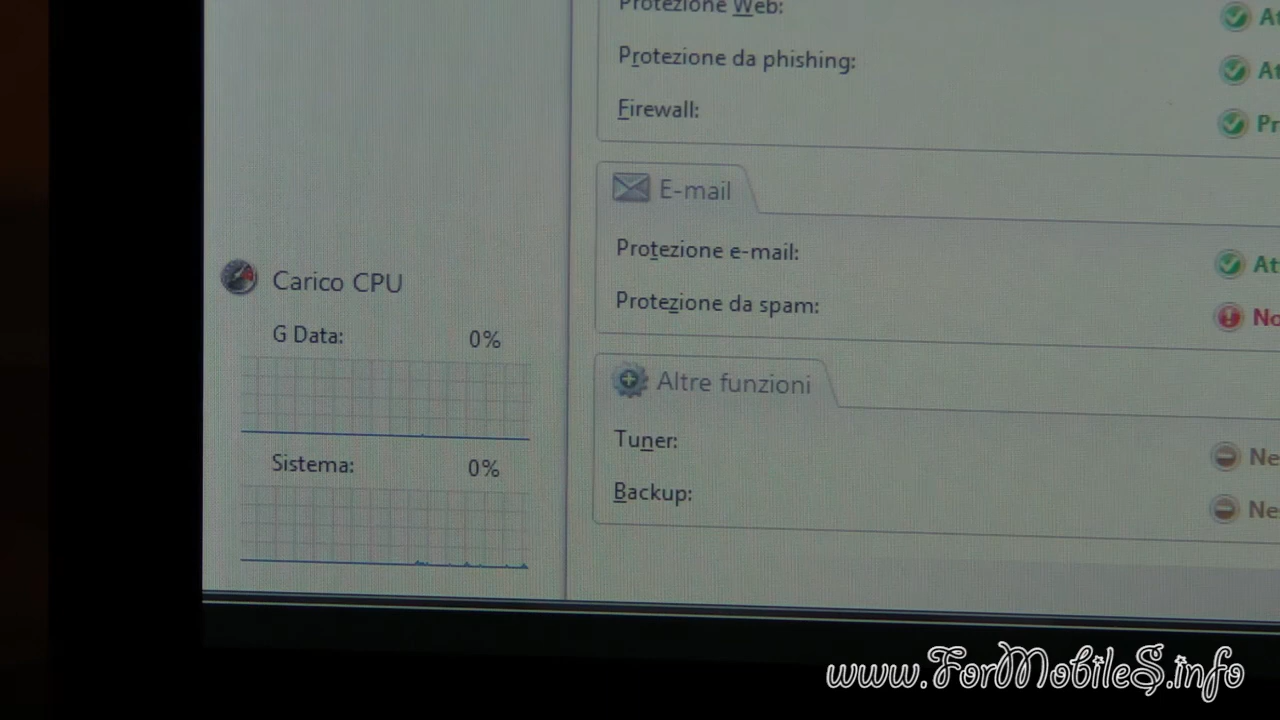 Protezione Web:
Protezione da phishing:
Firewall:
E-mail
Protezione e-mail:
Protezione da spam:
Carico CPU
G Data: 0%
Sistema: 0%
Altre funzioni
Tuner:
Backup:
www.ForMobileS.info